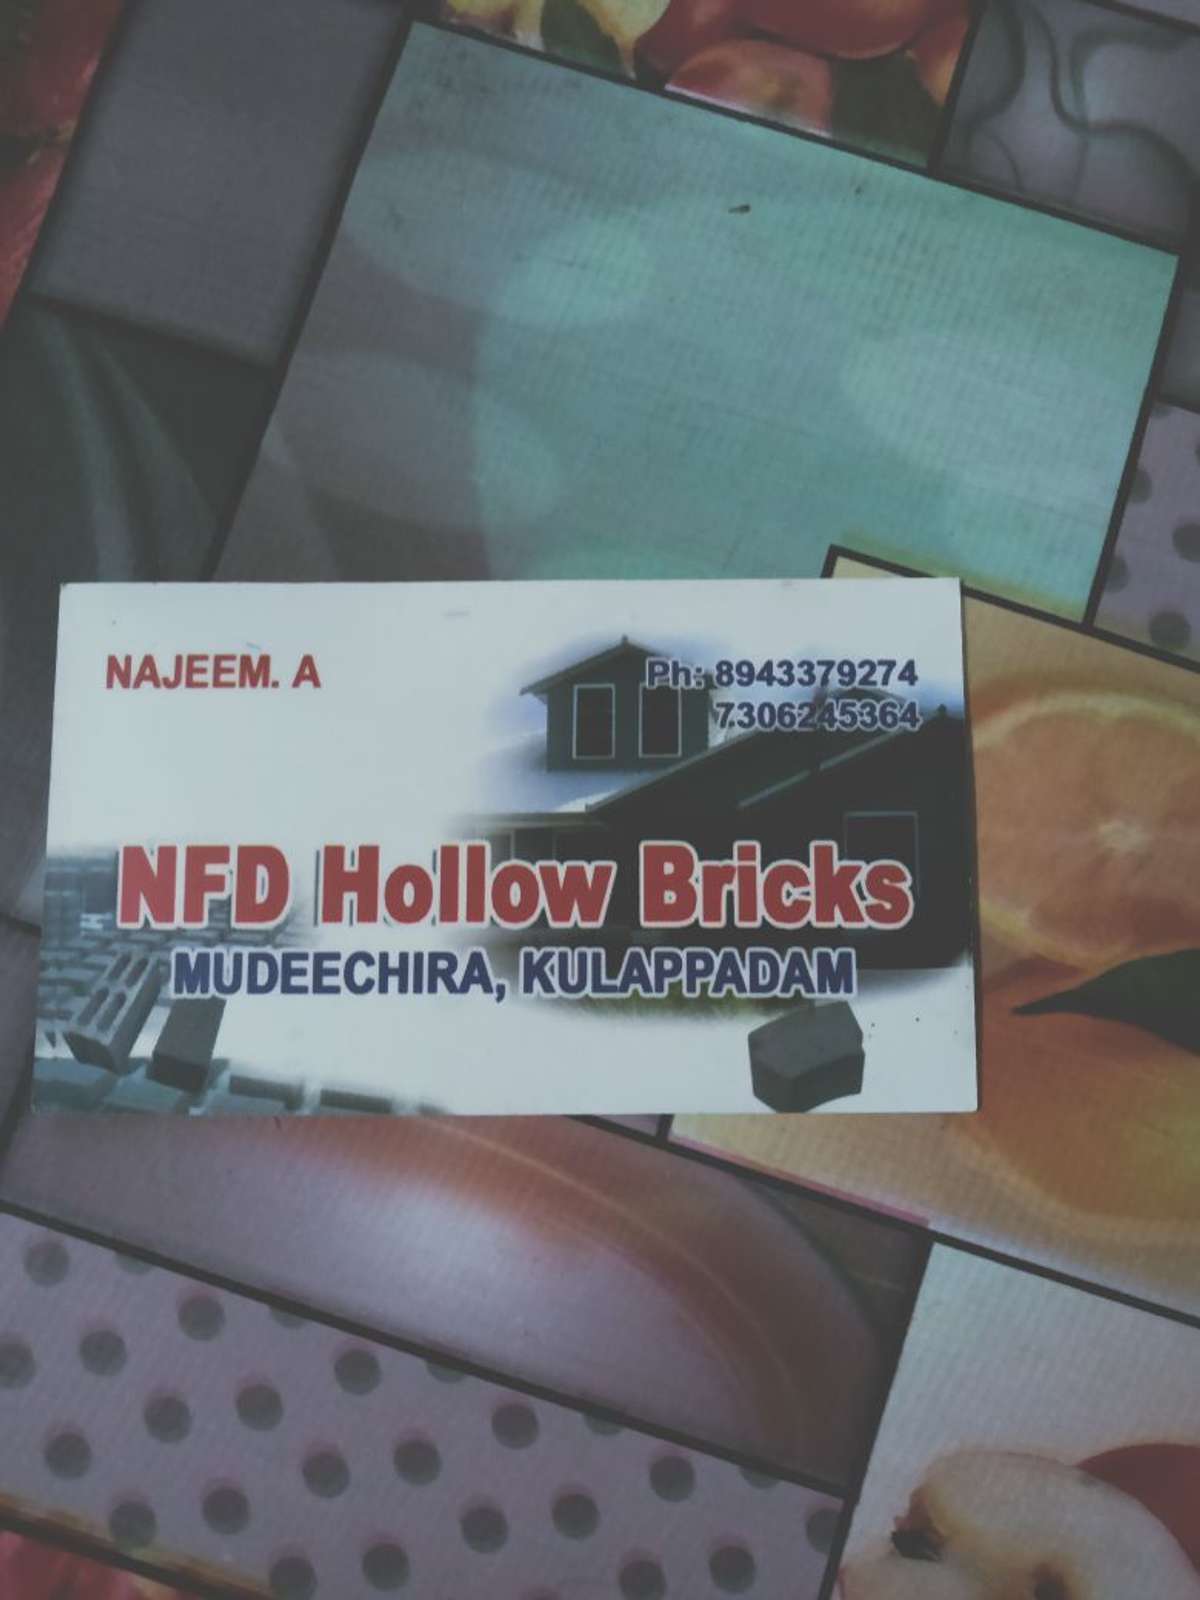 NAJEEM. A
Ph: 8943379274
7306245364
NFD Hollow Bricks
MUDEECHIRA, KULAPPADAM